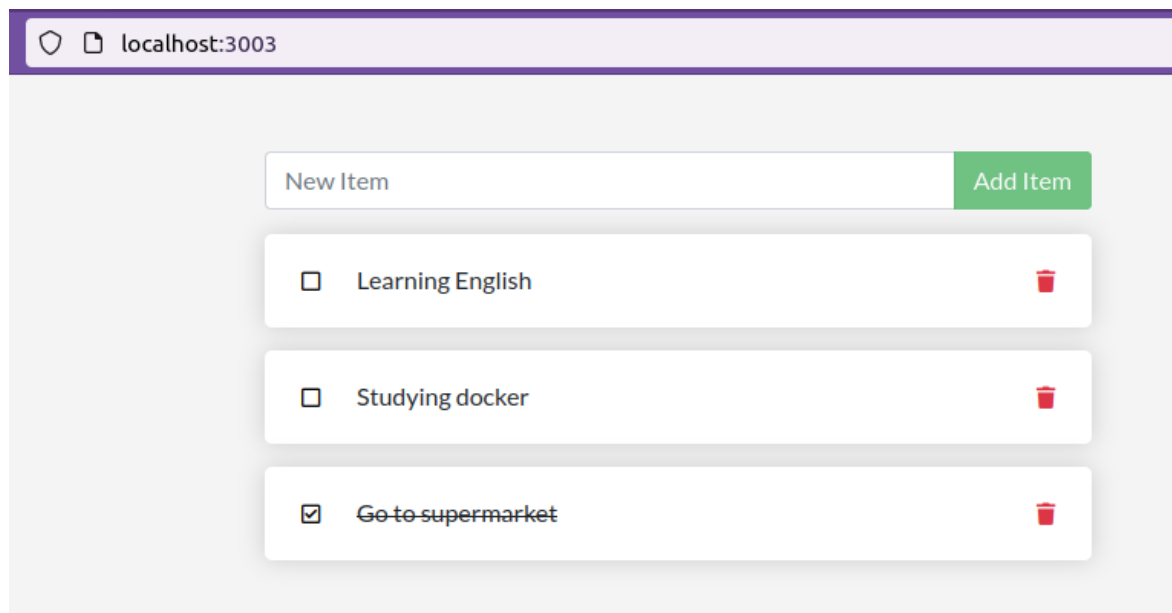 localhost:3003
New Item
Add Item
Learning English
Studying docker
Go to supermarket